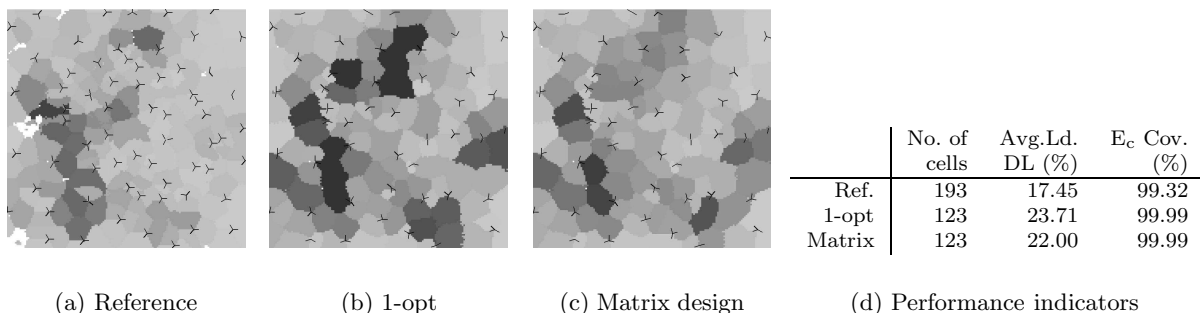 No. of Avg.Ld. Ec Cov.
cells DL (%) (%)
Ref. 193 17.45 99.32
1-opt 123 23.71 99.99
Matrix 123 22.00 99.99
(a) Reference (b) 1-opt (c) Matrix design (d) Performance indicators